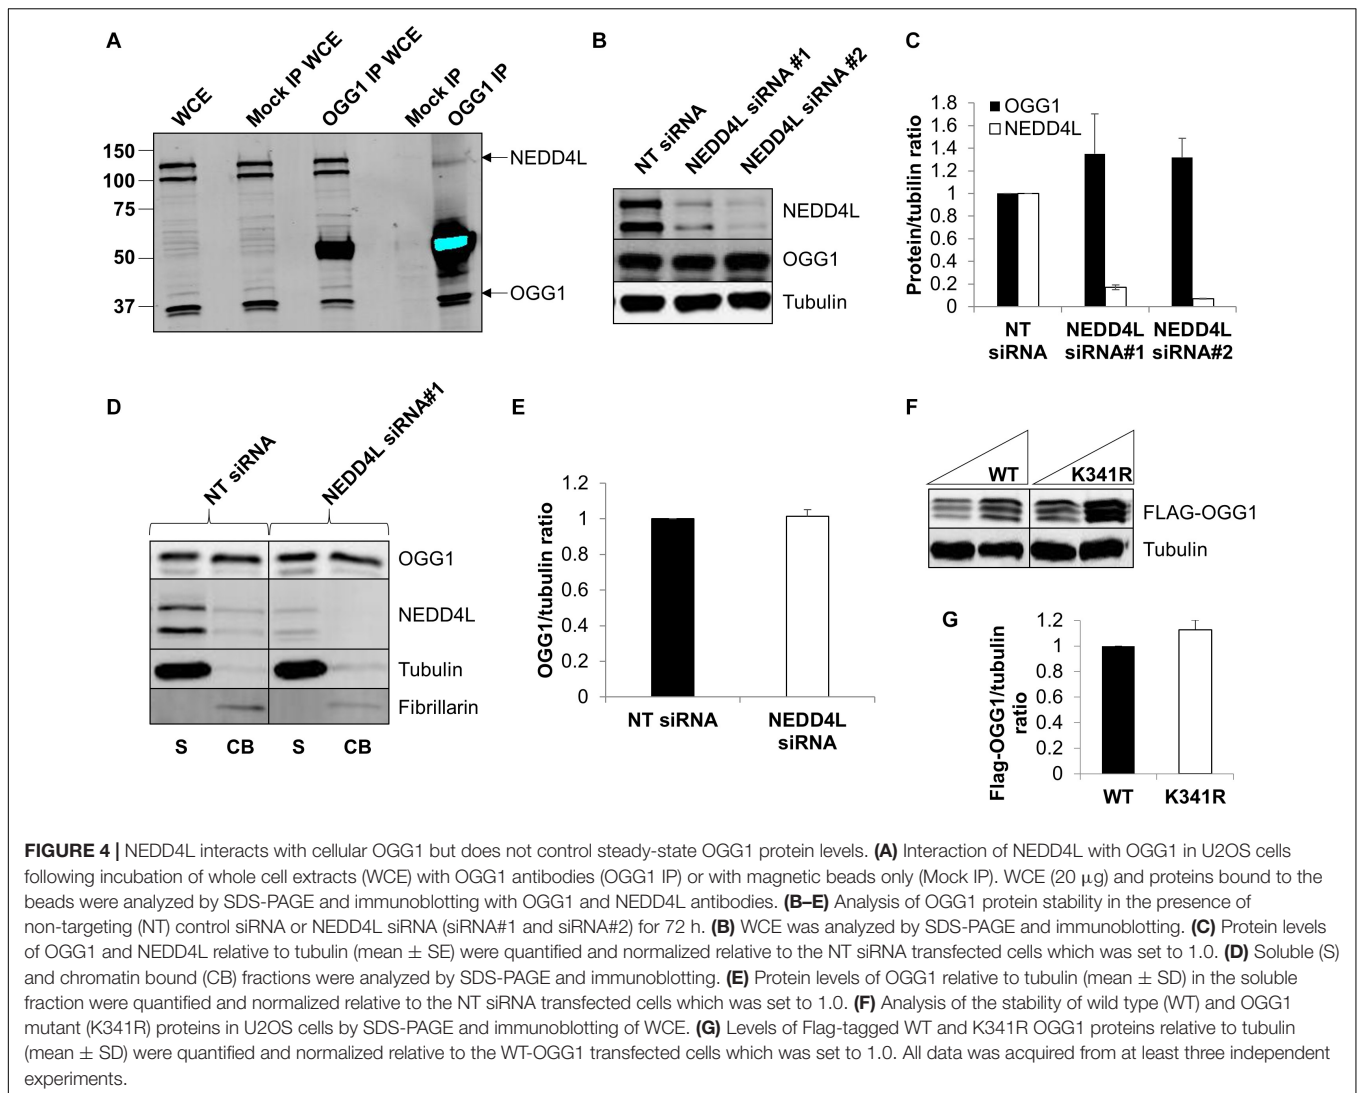 A
WCE
Mock IP WCE
OGG1 IP WCE
Mock IP
OGG1 IP
150
100
75
50
37
NEDD4L
OGG1
B
NT siRNA
NEDD4L siRNA #1
NEDD4L siRNA #2
NEDD4L
OGG1
Tubulin
C
OGG1
NEDD4L
Protein/tubilin ratio
1.8
1.6
1.4
1.2
1
0.8
0.6
0.4
0.2
0
NT
siRNA
NEDD4L
siRNA#1
NEDD4L
siRNA#2
D
NT siRNA
NEDD4L siRNA#1
OGG1
NEDD4L
Tubulin
Fibrillarin
S CB S CB
E
OGG1/tubulin ratio
1.2
1
0.8
0.6
0.4
0.2
0
NT siRNA
NEDD4L
siRNA
F
WT
K341R
FLAG-OGG1
Tubulin
G
Flag-OGG1/tubulin
ratio
1.2
1
0.8
0.6
0.4
0.2
0
WT
K341R
FIGURE 4 | NEDD4L interacts with cellular OGG1 but does not control steady-state OGG1 protein levels. (A) Interaction of NEDD4L with OGG1 in U2OS cells
following incubation of whole cell extracts (WCE) with OGG1 antibodies (OGG1 IP) or with magnetic beads only (Mock IP). WCE (20 μg) and proteins bound to the
beads were analyzed by SDS-PAGE and immunoblotting with OGG1 and NEDD4L antibodies. (B–E) Analysis of OGG1 protein stability in the presence of
non-targeting (NT) control siRNA or NEDD4L siRNA (siRNA#1 and siRNA#2) for 72 h. (B) WCE was analyzed by SDS-PAGE and immunoblotting. (C) Protein levels
of OGG1 and NEDD4L relative to tubulin (mean ± SE) were quantified and normalized relative to the NT siRNA transfected cells which was set to 1.0. (D) Soluble (S)
and chromatin bound (CB) fractions were analyzed by SDS-PAGE and immunoblotting. (E) Protein levels of OGG1 relative to tubulin (mean ± SD) in the soluble
fraction were quantified and normalized relative to the NT siRNA transfected cells which was set to 1.0. (F) Analysis of the stability of wild type (WT) and OGG1
mutant (K341R) proteins in U2OS cells by SDS-PAGE and immunoblotting of WCE. (G) Levels of Flag-tagged WT and K341R OGG1 proteins relative to tubulin
(mean ± SD) were quantified and normalized relative to the WT-OGG1 transfected cells which was set to 1.0. All data was acquired from at least three independent
experiments.